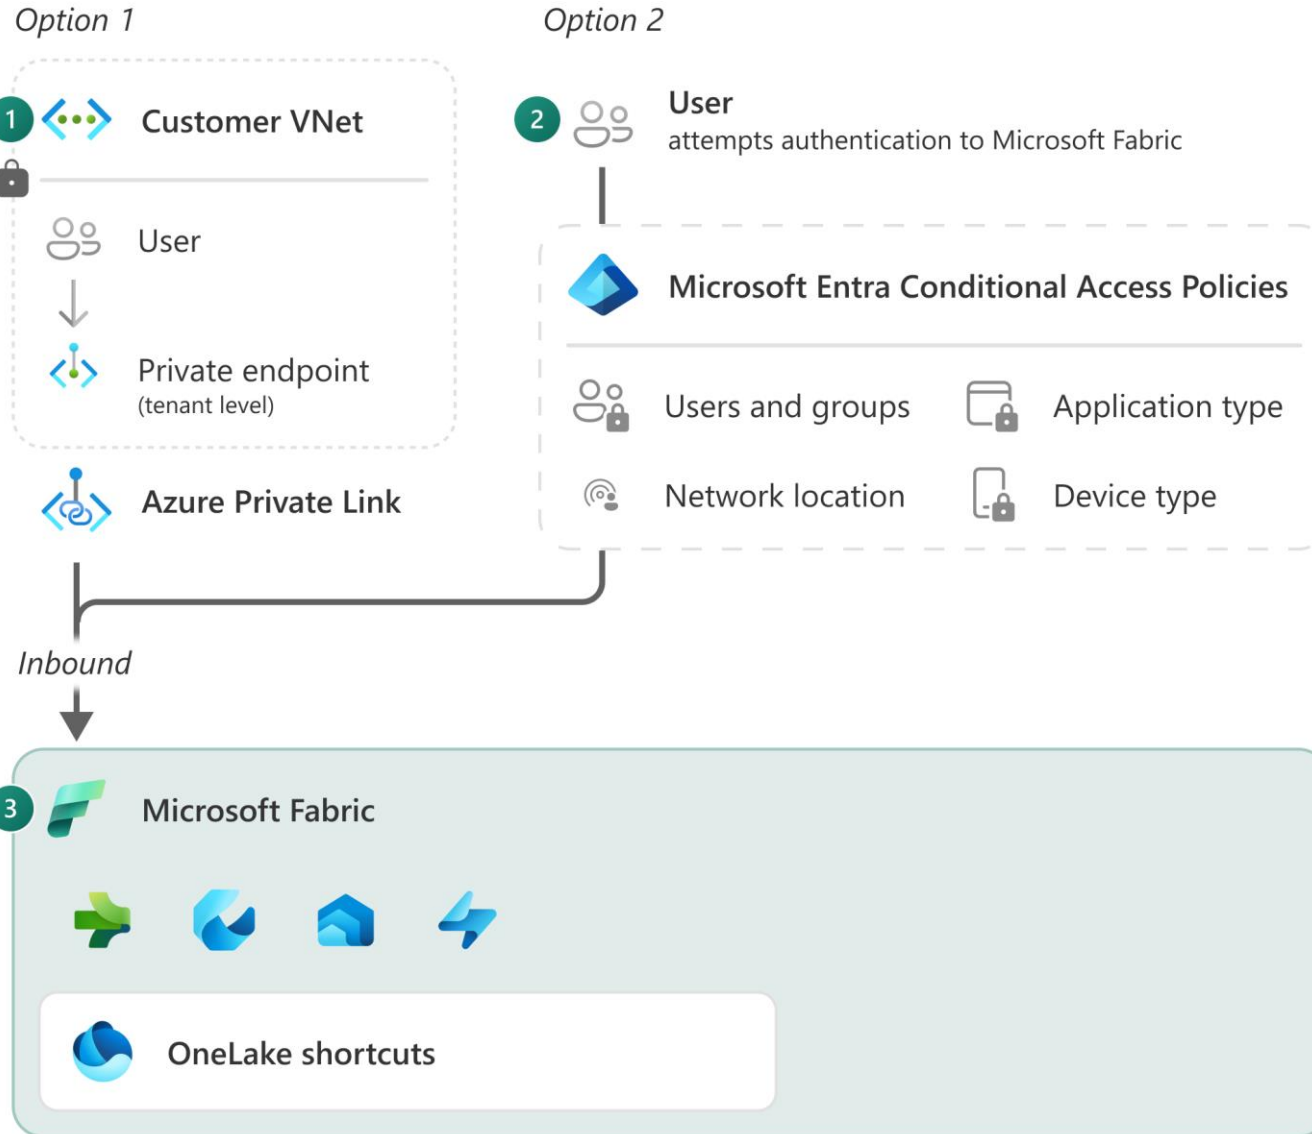 Option 1
Option 2
1
Customer VNet
User
Private endpoint
(tenant level)
Azure Private Link
2
User
attempts authentication to Microsoft Fabric
Microsoft Entra Conditional Access Policies
Users and groups
Application type
Network location
Device type
Inbound
3
Microsoft Fabric
OneLake shortcuts